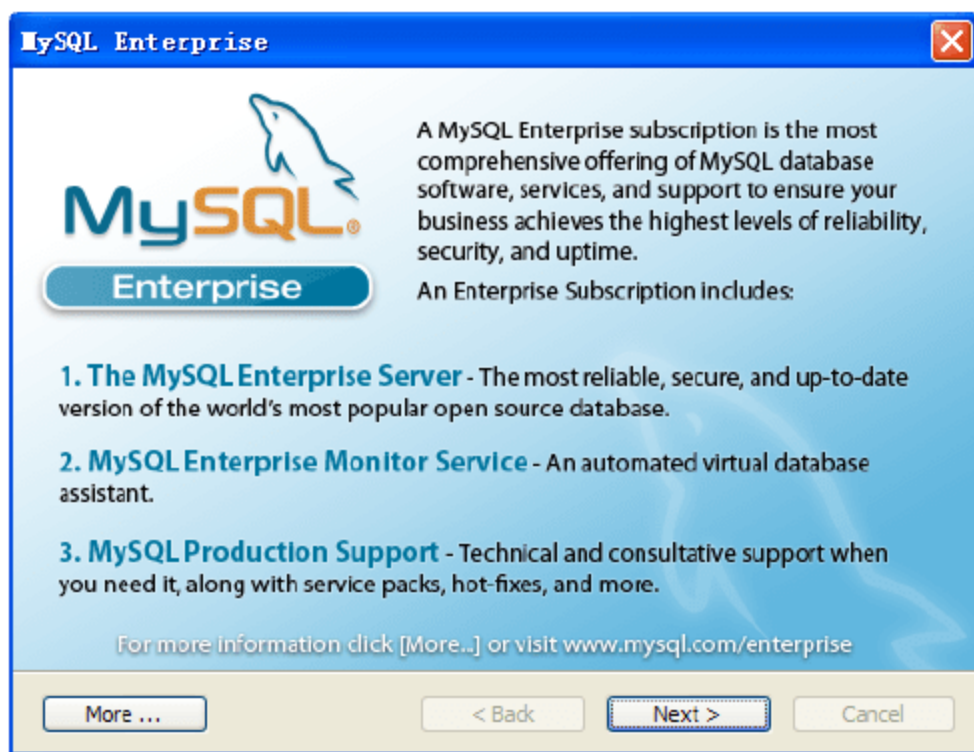 MySQL Enterprise
MySQL®
Enterprise
A MySQL Enterprise subscription is the most
comprehensive offering of MySQL database
software, services, and support to ensure your
business achieves the highest levels of reliability,
security, and uptime.
An Enterprise Subscription includes:
1. The MySQL Enterprise Server - The most reliable, secure, and up-to-date
version of the world's most popular open source database.
2. MySQL Enterprise Monitor Service - An automated virtual database
assistant.
3. MySQL Production Support - Technical and consultative support when
you need it, along with service packs, hot-fixes, and more.
For more information click [More...] or visit www.mysql.com/enterprise
More ...
< Back
Next >
Cancel